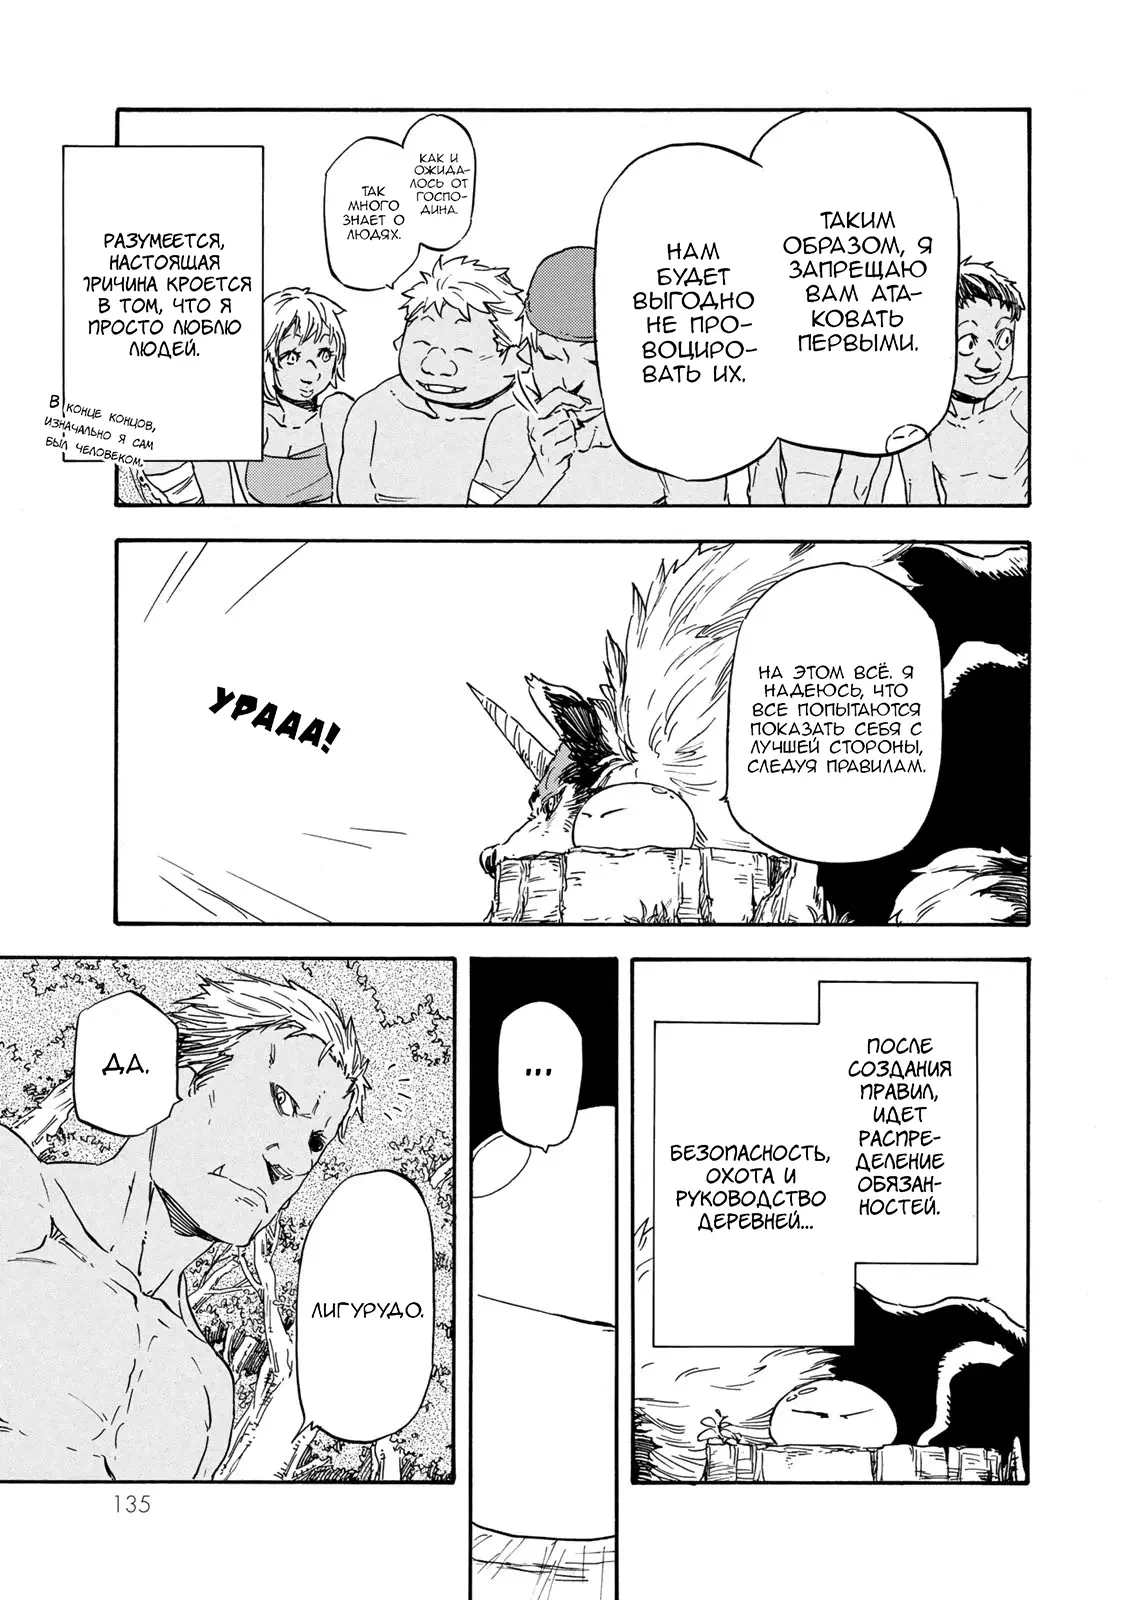 ТАКИМ
ОБРАЗОМ, Я
ЗАПРЕЩАЮ
ВАМ АТА-
КОВАТЬ
ПЕРВЫМИ.
НАМ
БУДЕТ
ВЫГОДНО
НЕ ПРО-
ВОЦИРО-
ВАТЬ ИХ.
КАК И
ОЖИДА-
ЛОСЬ ОТ
ГОСПО-
ДИНА.
ТАК
МНОГО
ЗНАЕТ О
ЛЮДЯХ.
РАЗУМЕЕТСЯ,
НАСТОЯЩАЯ
ПРИЧИНА КРОЕТСЯ
В ТОМ, ЧТО Я
ПРОСТО ЛЮБЛЮ
ЛЮДЕЙ.
В КОНЦЕ КОНЦОВ,
ИЗНАЧАЛЬНО Я САМ
БЫЛ ЧЕЛОВЕКОМ.
НА ЭТОМ ВСЁ. Я
НАДЕЮСЬ, ЧТО
ВСЕ ПОПЫТАЮТСЯ
ПОКАЗАТЬ СЕБЯ С
ЛУЧШЕЙ СТОРОНЫ,
СЛЕДУЯ ПРАВИЛАМ.
УРААА!
ПОСЛЕ
СОЗДАНИЯ
ПРАВИЛ,
ИДЕТ
РАСПРЕ-
ДЕЛЕНИЕ
ОБЯЗАН-
НОСТЕЙ.
БЕЗОПАСНОСТЬ,
ОХОТА И
РУКОВОДСТВО
ДЕРЕВНЕЙ...
...
ЛИГУРУДО.
ДА.
135